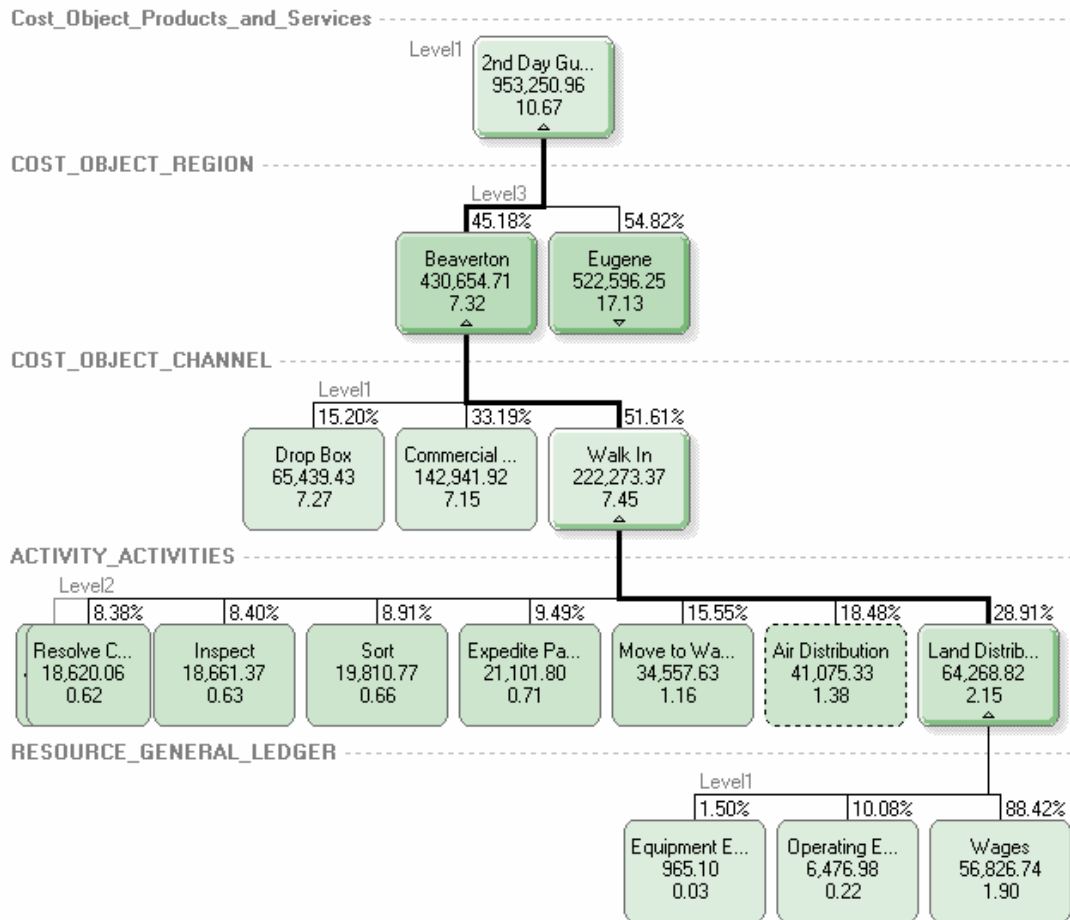 Cost_Object_Products_and_Services
Level1
2nd Day Gu...
953,250.96
10.67
COST_OBJECT_REGION
Level3
45.18% 54.82%
Beaverton Eugene
430,654.71 522,596.25
7.32 17.13
COST_OBJECT_CHANNEL
Level1
15.20% 33.19% 51.61%
Drop Box Commercial ... Walk In
65,439.43 142,941.92 222,273.37
7.27 7.15 7.45
ACTIVITY_ACTIVITIES
Level2
8.38% 8.40% 8.91% 9.49% 15.55% 18.48% 28.91%
Resolve C... Inspect Sort Expedite Pa... Move to Wa... Air Distribution Land Distrib...
18,620.06 18,661.37 19,810.77 21,101.80 34,557.63 41,075.33 64,268.82
0.62 0.63 0.66 0.71 1.16 1.38 2.15
RESOURCE_GENERAL_LEDGER
Level1
1.50% 10.08% 88.42%
Equipment E... Operating E... Wages
965.10 6,476.98 56,826.74
0.03 0.22 1.90